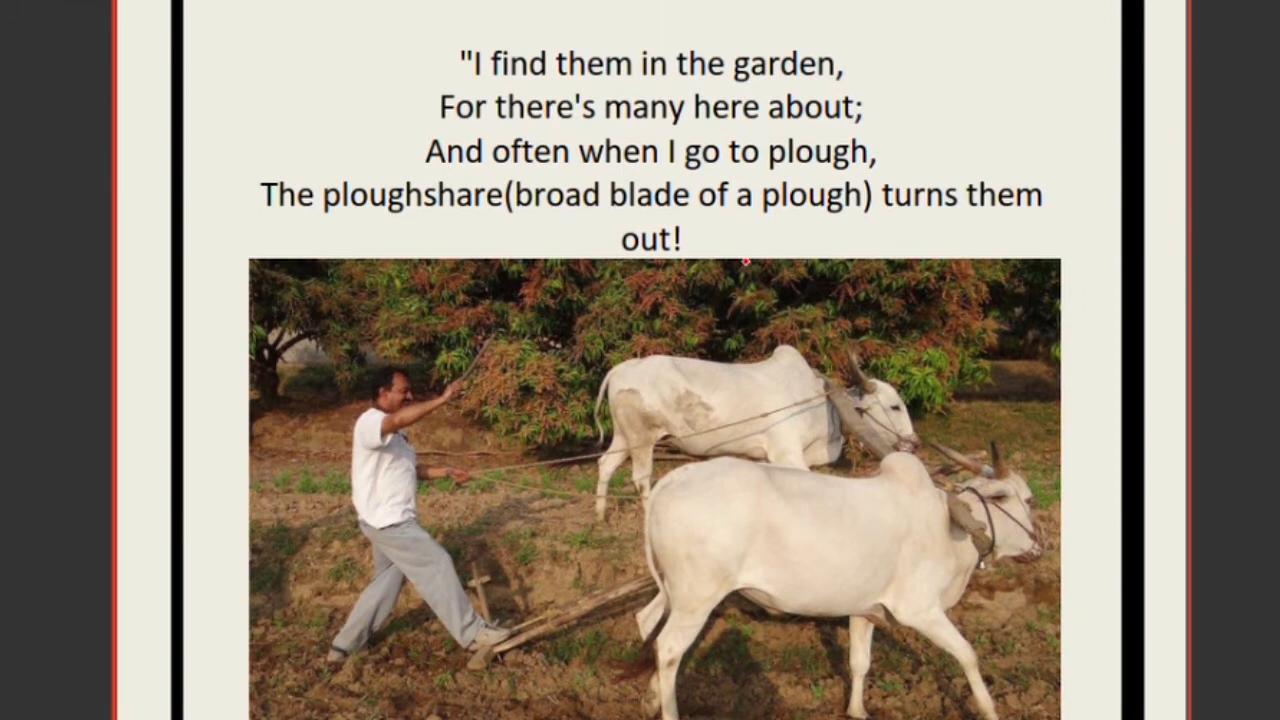 "I find them in the garden,
For there's many here about;
And often when I go to plough,
The ploughshare(broad blade of a plough) turns them
out!